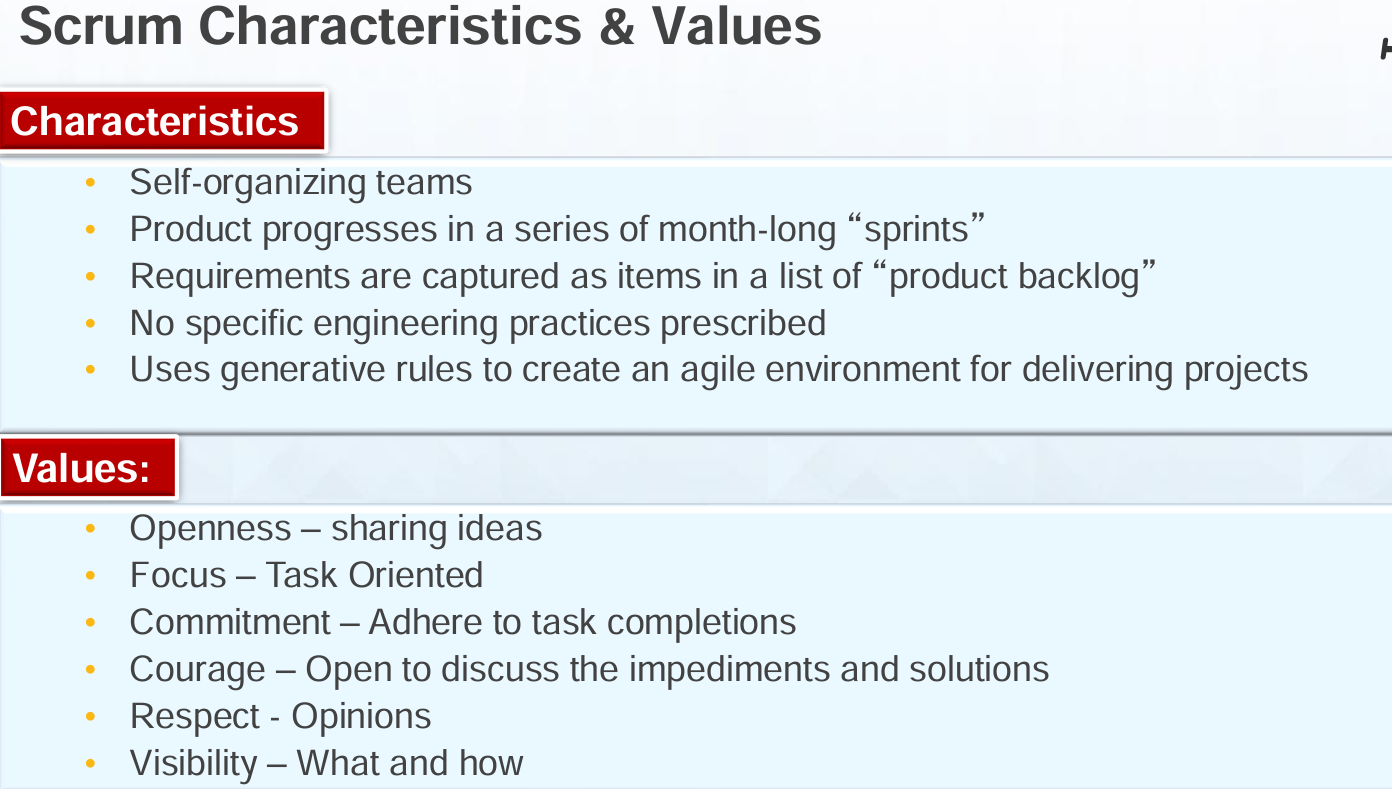 Scrum Characteristics & Values
Characteristics
• Self-organizing teams
• Product progresses in a series of month-long “sprints”
• Requirements are captured as items in a list of “product backlog”
• No specific engineering practices prescribed
• Uses generative rules to create an agile environment for delivering projects
Values:
• Openness – sharing ideas
• Focus – Task Oriented
• Commitment – Adhere to task completions
• Courage – Open to discuss the impediments and solutions
• Respect - Opinions
• Visibility – What and how